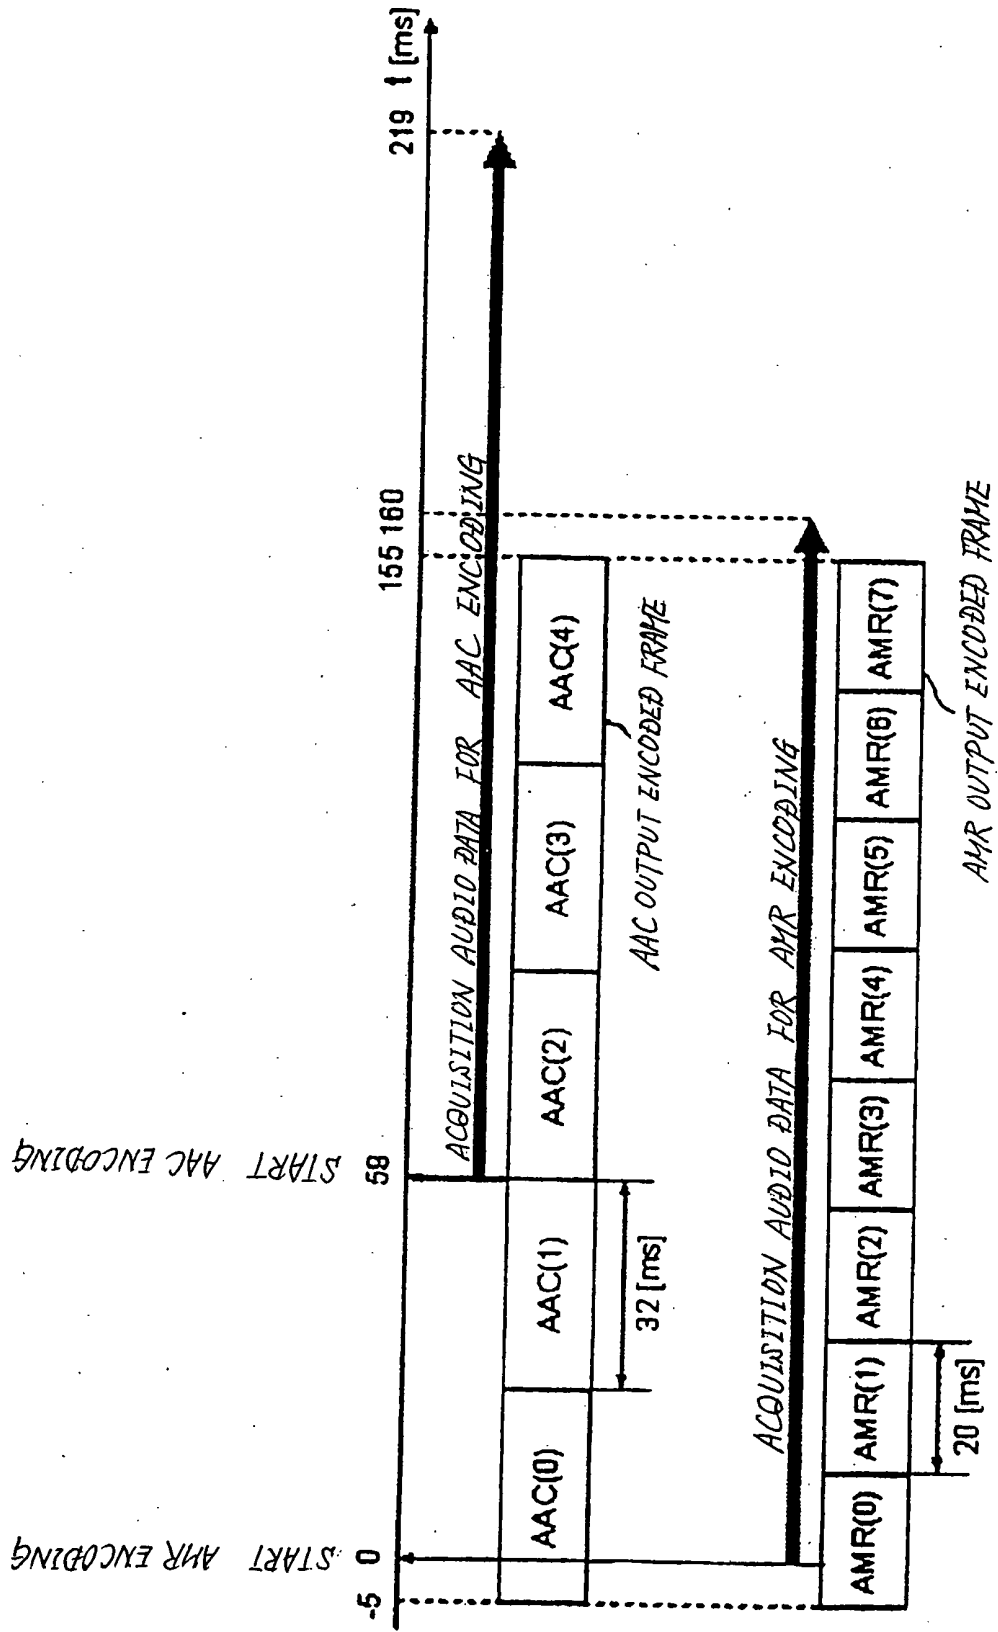 START AMR ENCODING
START AAC ENCODING
-5
0
59
155
160
219
t [ms]
ACQUISITION AUDIO DATA FOR AAC ENCODING
AAC(0)
AAC(1)
AAC(2)
AAC(3)
AAC(4)
32 [ms]
AAC OUTPUT ENCODED FRAME
ACQUISITION AUDIO DATA FOR AMR ENCODING
AMR(0)
AMR(1)
AMR(2)
AMR(3)
AMR(4)
AMR(5)
AMR(6)
AMR(7)
20 [ms]
AMR OUTPUT ENCODED FRAME